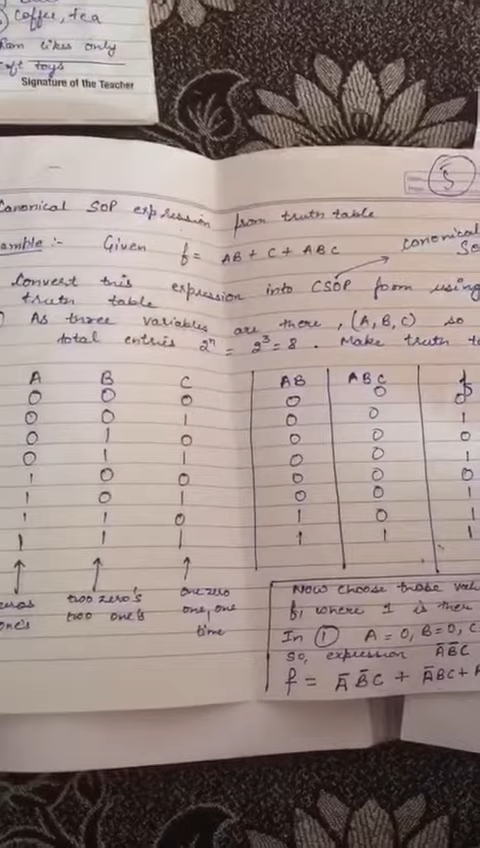 Coffee, tea
Ram likes only
soft toys
Signature of the Teacher
5
Canonical SOP expression from truth table
Example :- Given f = AB + C + ABC
canonical
Convert this expression into CSOP form using
truth table
As three variables are there, (A, B, C) so
total entries 2ⁿ = 2³ = 8. Make truth
A B C AB ABC f
0 0 0 0 0 0
0 0 1 0 0 1
0 1 0 0 0 0
0 1 1 0 0 1
1 0 0 0 0 0
1 0 1 0 0 1
1 1 0 1 0 1
1 1 1 1 1 1
zeros two zero's one zero
one's two one's one, one
time
Now choose those
f, where 1 is
In ① A = 0, B = 0, C
So, expression A̅B̅C
f = A̅B̅C + A̅BC +